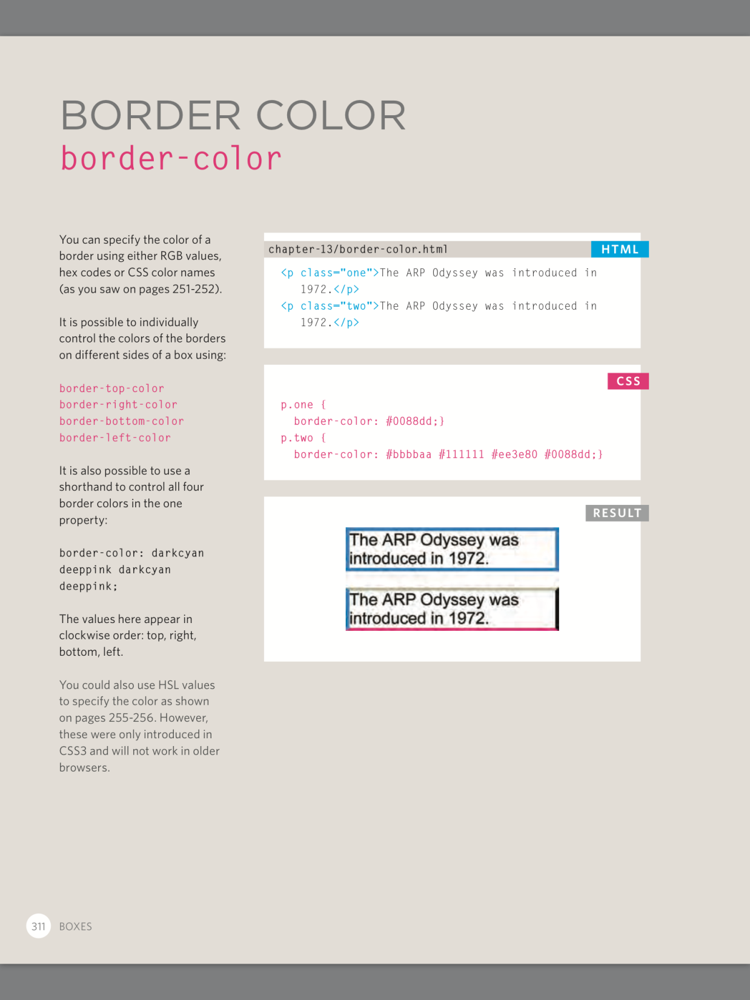 BORDER COLOR
border-color
You can specify the color of a
border using either RGB values,
hex codes or CSS color names
(as you saw on pages 251-252).
It is possible to individually
control the colors of the borders
on different sides of a box using:
border-top-color
border-right-color
border-bottom-color
border-left-color
It is also possible to use a
shorthand to control all four
border colors in the one
property:
border-color: darkcyan
deeppink darkcyan
deeppink;
The values here appear in
clockwise order: top, right,
bottom, left.
You could also use HSL values
to specify the color as shown
on pages 255-256. However,
these were only introduced in
CSS3 and will not work in older
browsers.
chapter-13/border-color.html HTML
<p class="one">The ARP Odyssey was introduced in
1972.</p>
<p class="two">The ARP Odyssey was introduced in
1972.</p>
CSS
p.one {
border-color: #0088dd;}
p.two {
border-color: #bbbbaa #111111 #ee3e80 #0088dd;}
RESULT
The ARP Odyssey was
introduced in 1972.
The ARP Odyssey was
introduced in 1972.
311 BOXES